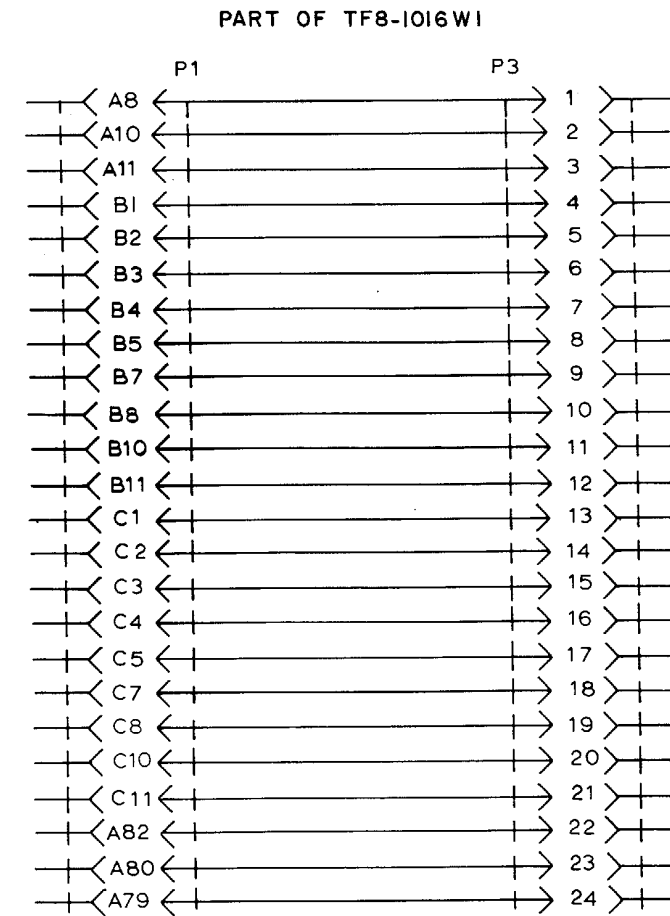 PART OF TF8-1016W1
P1 P3
A8 1
A10 2
A11 3
B1 4
B2 5
B3 6
B4 7
B5 8
B7 9
B8 10
B10 11
B11 12
C1 13
C2 14
C3 15
C4 16
C5 17
C7 18
C8 19
C10 20
C11 21
A82 22
A80 23
A79 24